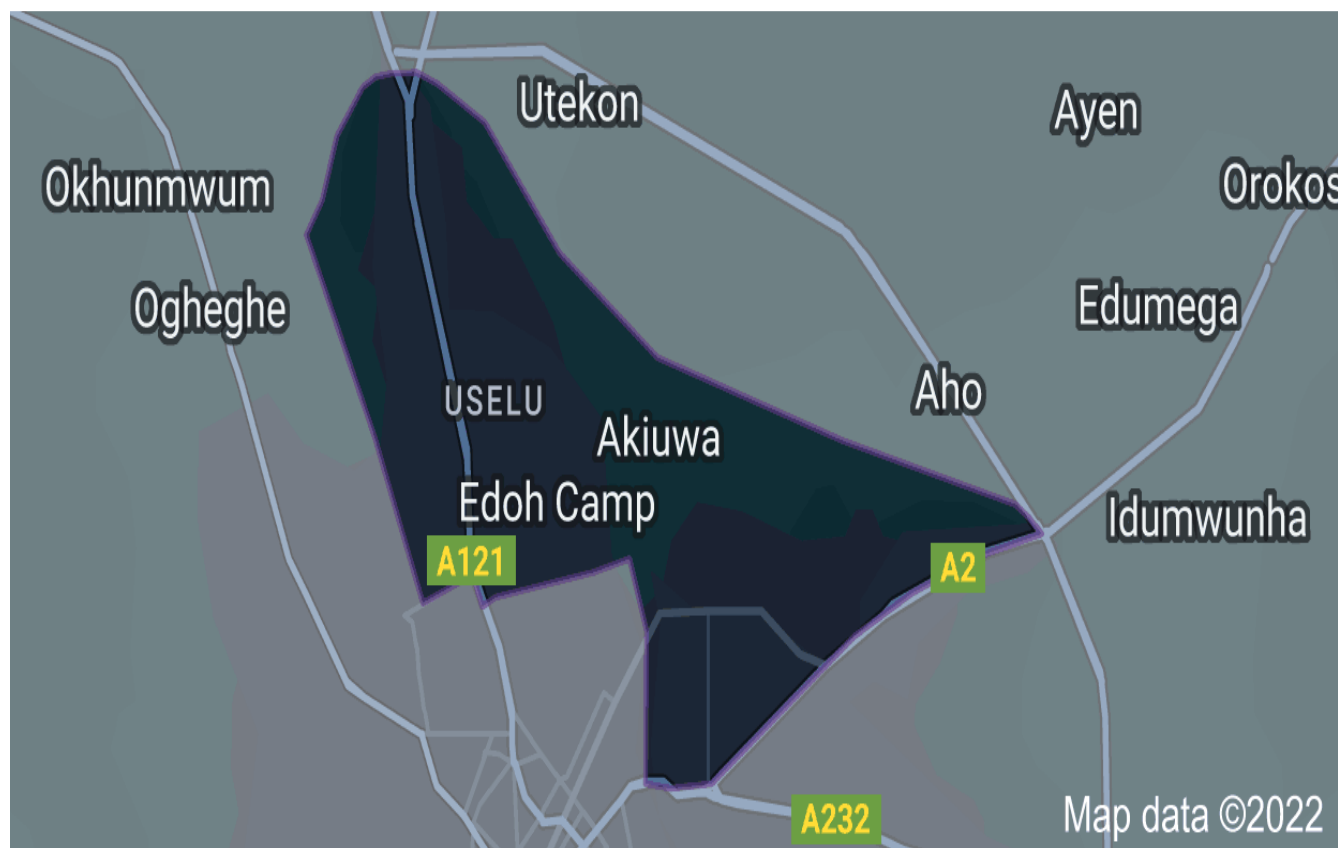 Utekon
Ayen
Okhunmwum
Orokos
Ogheghe
Edumega
USELU
Aho
Akiuwa
Edoh Camp
Idumwunha
A121
A2
A232
Map data ©2022